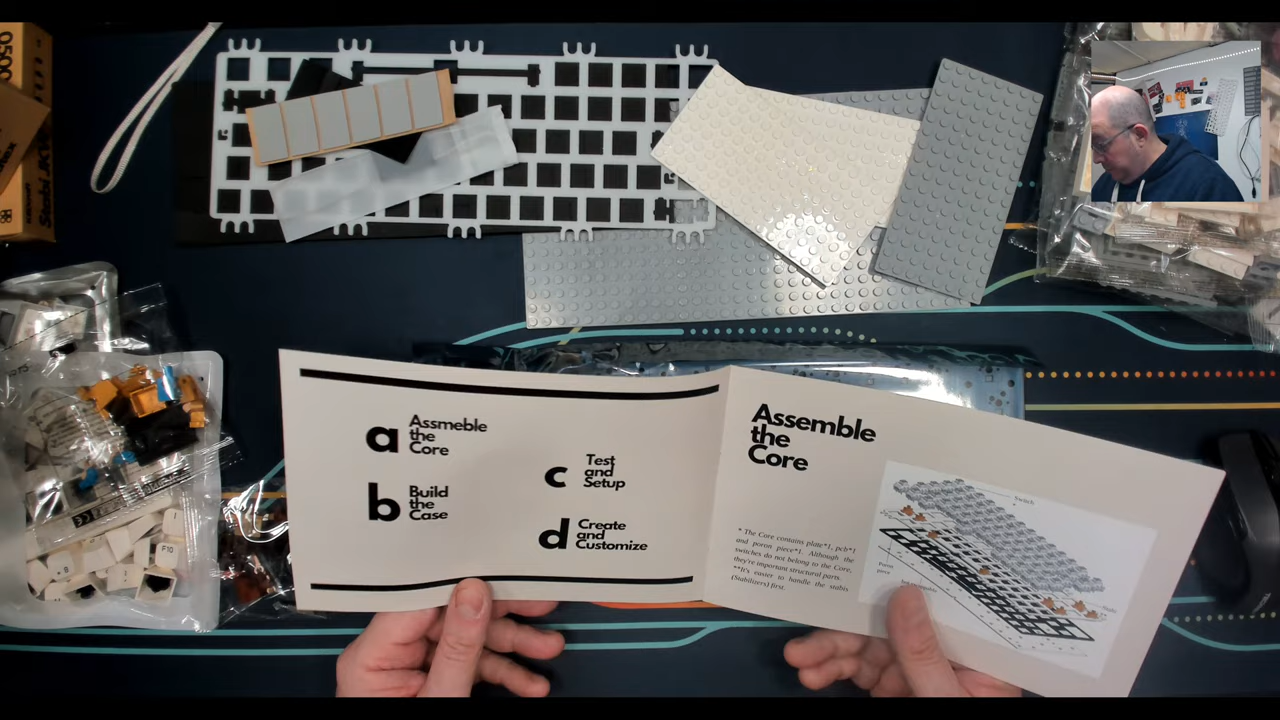 a
Assmeble
the
Core
b
Build
the
Case
c
Test
and
Setup
d
Create
and
Customize
Assemble
the
Core
* The Core contains plate*1, pcb*1
and poron piece*1. Although the
switches do not belong to the Core,
they're important structural parts.
**It's easier to handle the stabis
(Stabilizers) first.
Switch
F10